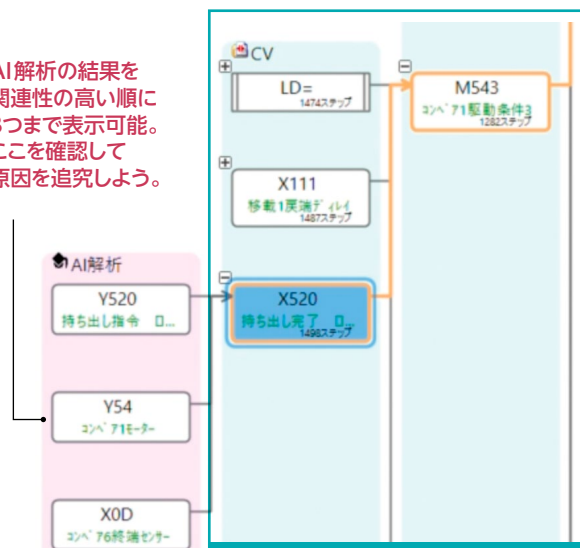 AI解析の結果を
関連性の高い順に
3つまで表示可能。
ここを確認して
原因を追究しよう。
CV
LD=
1474ステップ
M543
コンベア1駆動条件3
1282ステップ
X111
移載1戻端ディレイ
1487ステップ
AI解析
Y520
持ち出し指令 ロ...
X520
持ち出し完了 ロ...
1498ステップ
Y54
コンベア1モーター
X0D
コンベア6終端センサー